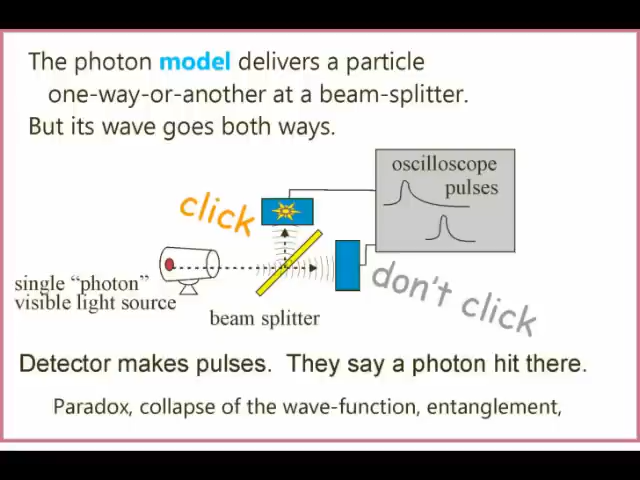 The photon model delivers a particle
one-way-or-another at a beam-splitter.
But its wave goes both ways.
oscilloscope
pulses
click
don't click
single “photon”
visible light source
beam splitter
Detector makes pulses. They say a photon hit there.
Paradox, collapse of the wave-function, entanglement,